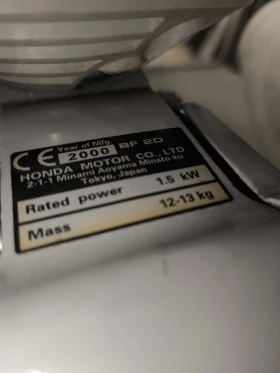 CE Year of Mfg. 2000 BF 2D
HONDA MOTOR CO., LTD.
2-1-1 Minami Aoyama Minato-ku
Tokyo, Japan
Rated power 1.5 kW
Mass 12-13 kg